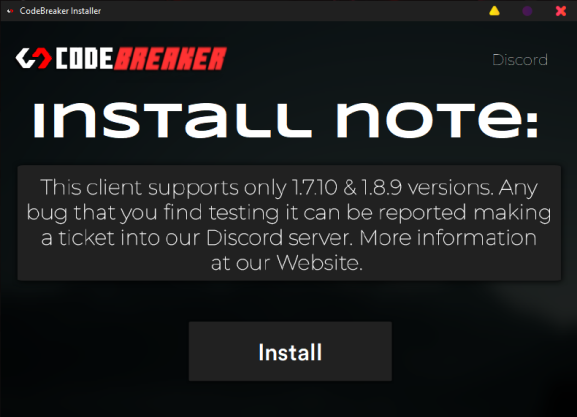 CodeBreaker Installer
CODEBREAKER
Discord
Install note:
This client supports only 1.7.10 & 1.8.9 versions. Any
bug that you find testing it can be reported making
a ticket into our Discord server. More information
at our Website.
Install